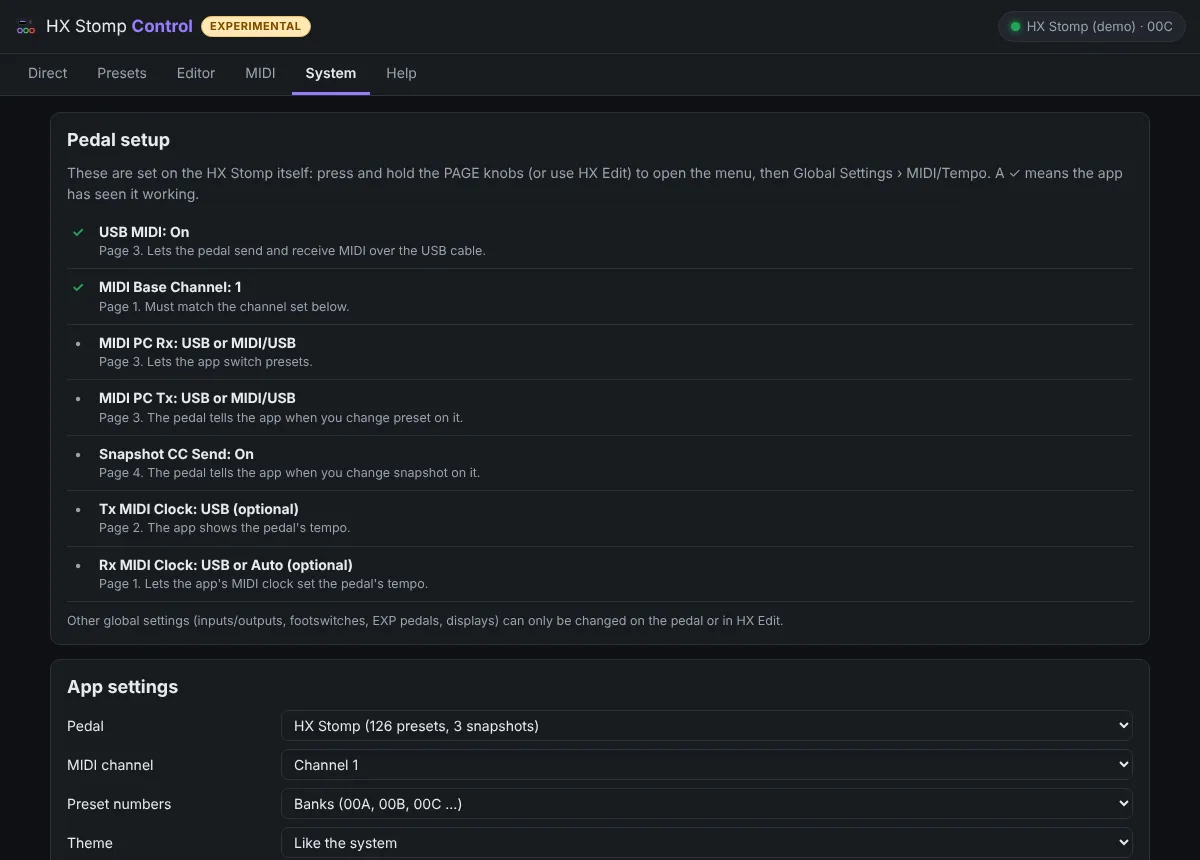 HX Stomp Control EXPERIMENTAL
HX Stomp (demo) · 00C
Direct Presets Editor MIDI System Help
Pedal setup
These are set on the HX Stomp itself: press and hold the PAGE knobs (or use HX Edit) to open the menu, then Global Settings › MIDI/Tempo. A ✓ means the app
has seen it working.
✓ USB MIDI: On
Page 3. Lets the pedal send and receive MIDI over the USB cable.
✓ MIDI Base Channel: 1
Page 1. Must match the channel set below.
• MIDI PC Rx: USB or MIDI/USB
Page 3. Lets the app switch presets.
• MIDI PC Tx: USB or MIDI/USB
Page 3. The pedal tells the app when you change preset on it.
• Snapshot CC Send: On
Page 4. The pedal tells the app when you change snapshot on it.
• Tx MIDI Clock: USB (optional)
Page 2. The app shows the pedal's tempo.
• Rx MIDI Clock: USB or Auto (optional)
Page 1. Lets the app's MIDI clock set the pedal's tempo.
Other global settings (inputs/outputs, footswitches, EXP pedals, displays) can only be changed on the pedal or in HX Edit.
App settings
Pedal HX Stomp (126 presets, 3 snapshots)
MIDI channel Channel 1
Preset numbers Banks (00A, 00B, 00C ...)
Theme Like the system